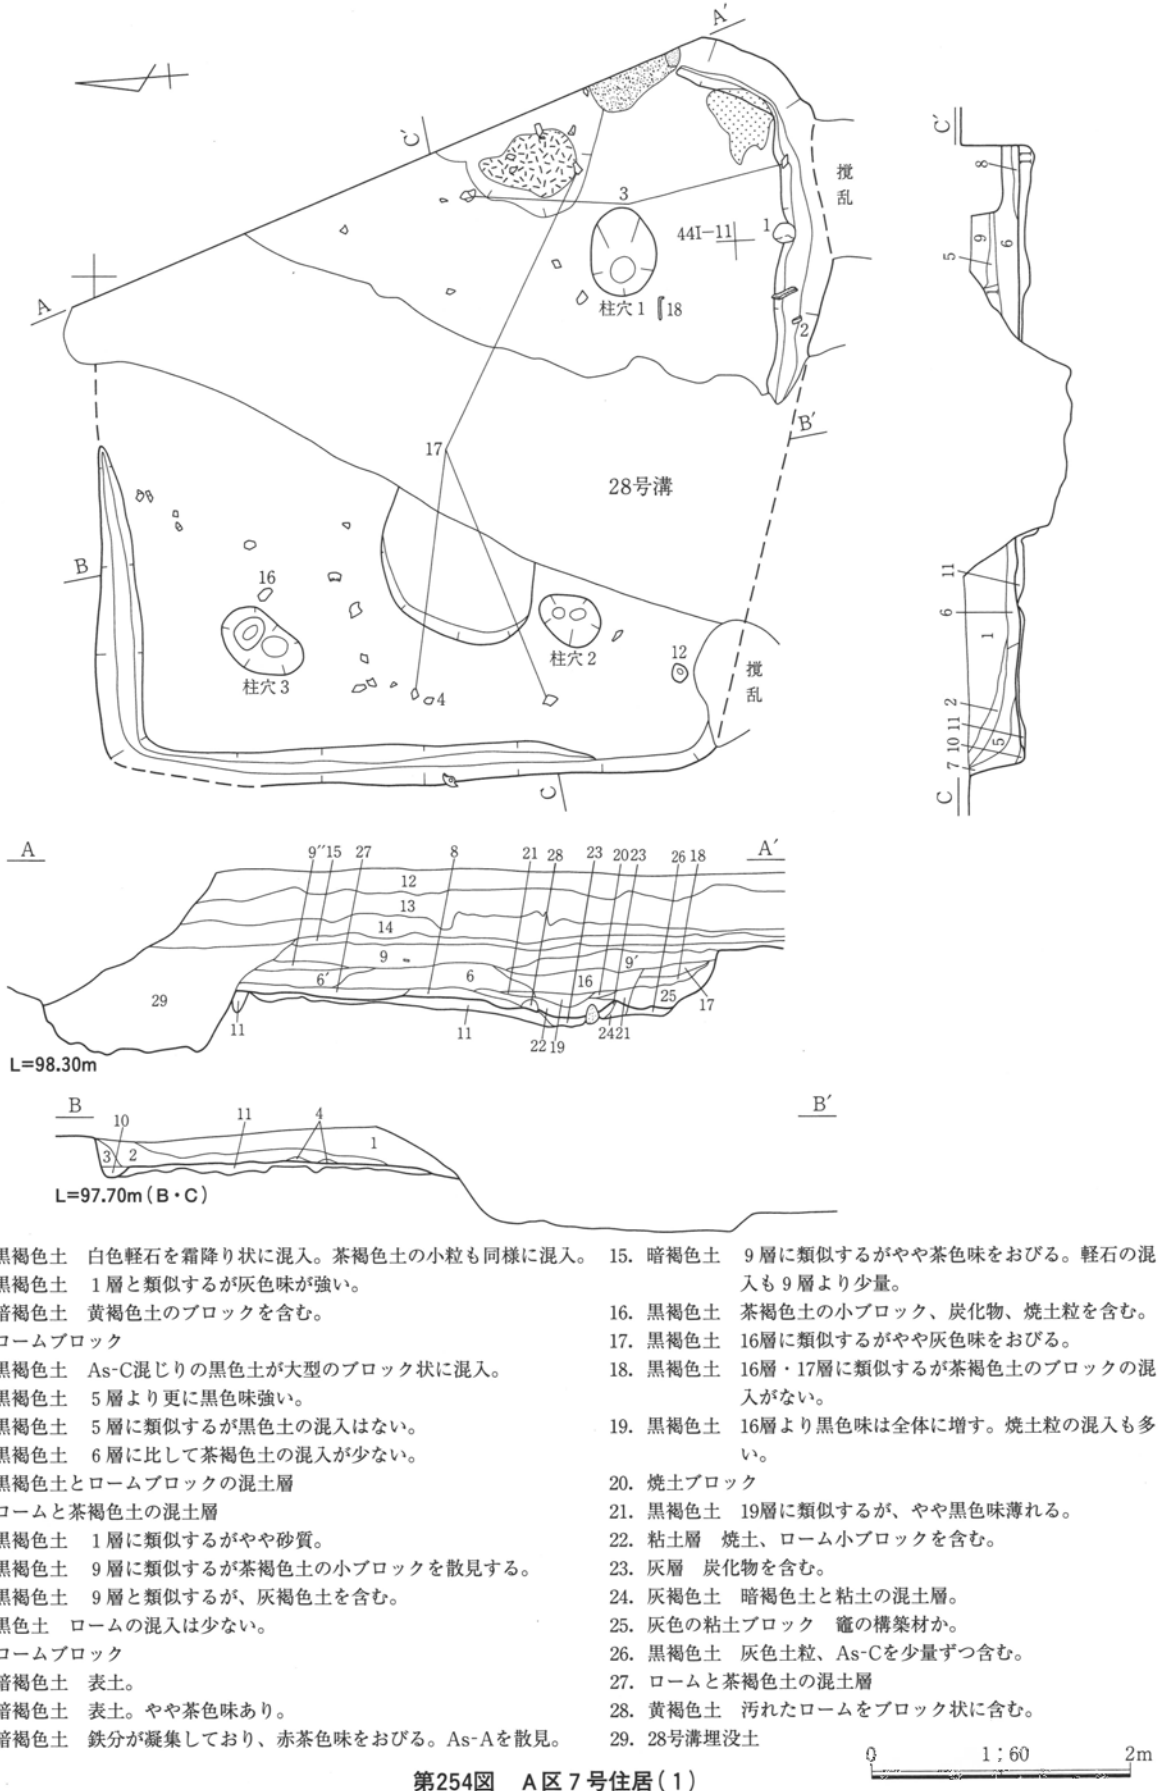 A′
C′
3
撹乱
44I-11
1
柱穴1
18
2
A
B′
17
28号溝
B
16
柱穴3
柱穴2
12
撹乱
4
C
C′
8
9
6
5
11
6
1
2
11
10
5
7
C
A
A′
9″ 15 27 8 21 28 23 20 23 26 18
12
13
14
9
9′
6′
6
16
29
25
17
11
11
24 21
22 19
L=98.30m
B
B′
10
11
4
1
3
2
L=97.70m(B・C)
黒褐色土 白色軽石を霜降り状に混入。茶褐色土の小粒も同様に混入。
黒褐色土 1層と類似するが灰色味が強い。
暗褐色土 黄褐色土のブロックを含む。
ロームブロック
黒褐色土 As-C混じりの黒色土が大型のブロック状に混入。
黒褐色土 5層より更に黒色味強い。
黒褐色土 5層に類似するが黒色土の混入はない。
黒褐色土 6層に比して茶褐色土の混入が少ない。
黒褐色土とロームブロックの混土層
ロームと茶褐色土の混土層
黒褐色土 1層に類似するがやや砂質。
黒褐色土 9層に類似するが茶褐色土の小ブロックを散見する。
黒褐色土 9層と類似するが、灰褐色土を含む。
黒色土 ロームの混入は少ない。
ロームブロック
暗褐色土 表土。
暗褐色土 表土。やや茶色味あり。
暗褐色土 鉄分が凝集しており、赤茶色味をおびる。As-Aを散見。
15. 暗褐色土 9層に類似するがやや茶色味をおびる。軽石の混
入も9層より少量。
16. 黒褐色土 茶褐色土の小ブロック、炭化物、焼土粒を含む。
17. 黒褐色土 16層に類似するがやや灰色味をおびる。
18. 黒褐色土 16層・17層に類似するが茶褐色土のブロックの混
入がない。
19. 黒褐色土 16層より黒色味は全体に増す。焼土粒の混入も多
い。
20. 焼土ブロック
21. 黒褐色土 19層に類似するが、やや黒色味薄れる。
22. 粘土層 焼土、ローム小ブロックを含む。
23. 灰層 炭化物を含む。
24. 灰褐色土 暗褐色土と粘土の混土層。
25. 灰色の粘土ブロック 竈の構築材か。
26. 黒褐色土 灰色土粒、As-Cを少量ずつ含む。
27. ロームと茶褐色土の混土層
28. 黄褐色土 汚れたロームをブロック状に含む。
29. 28号溝埋没土
0 1:60 2m
第254図 A区7号住居(1)